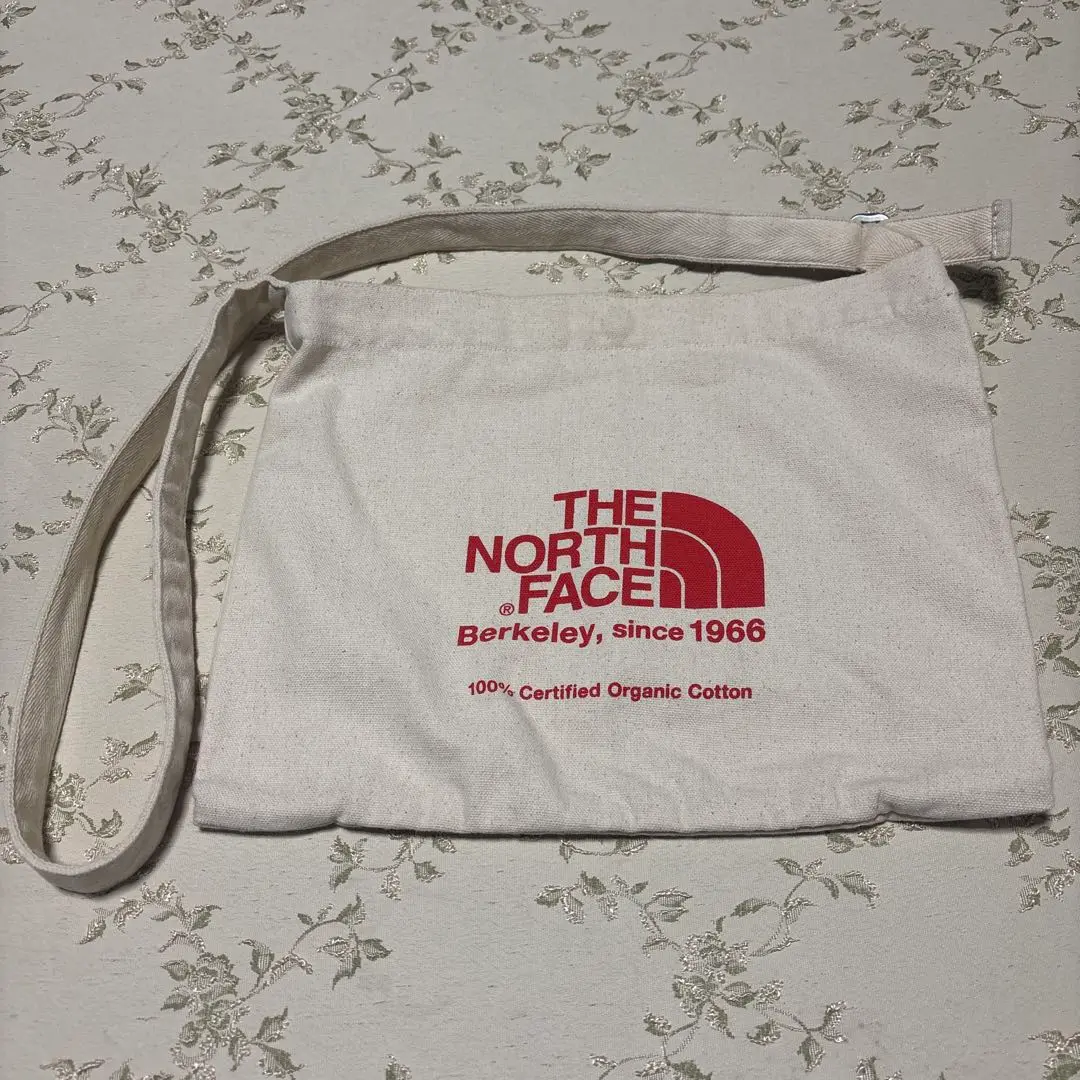 THE
NORTH
® FACE
Berkeley, since 1966
100% Certified Organic Cotton